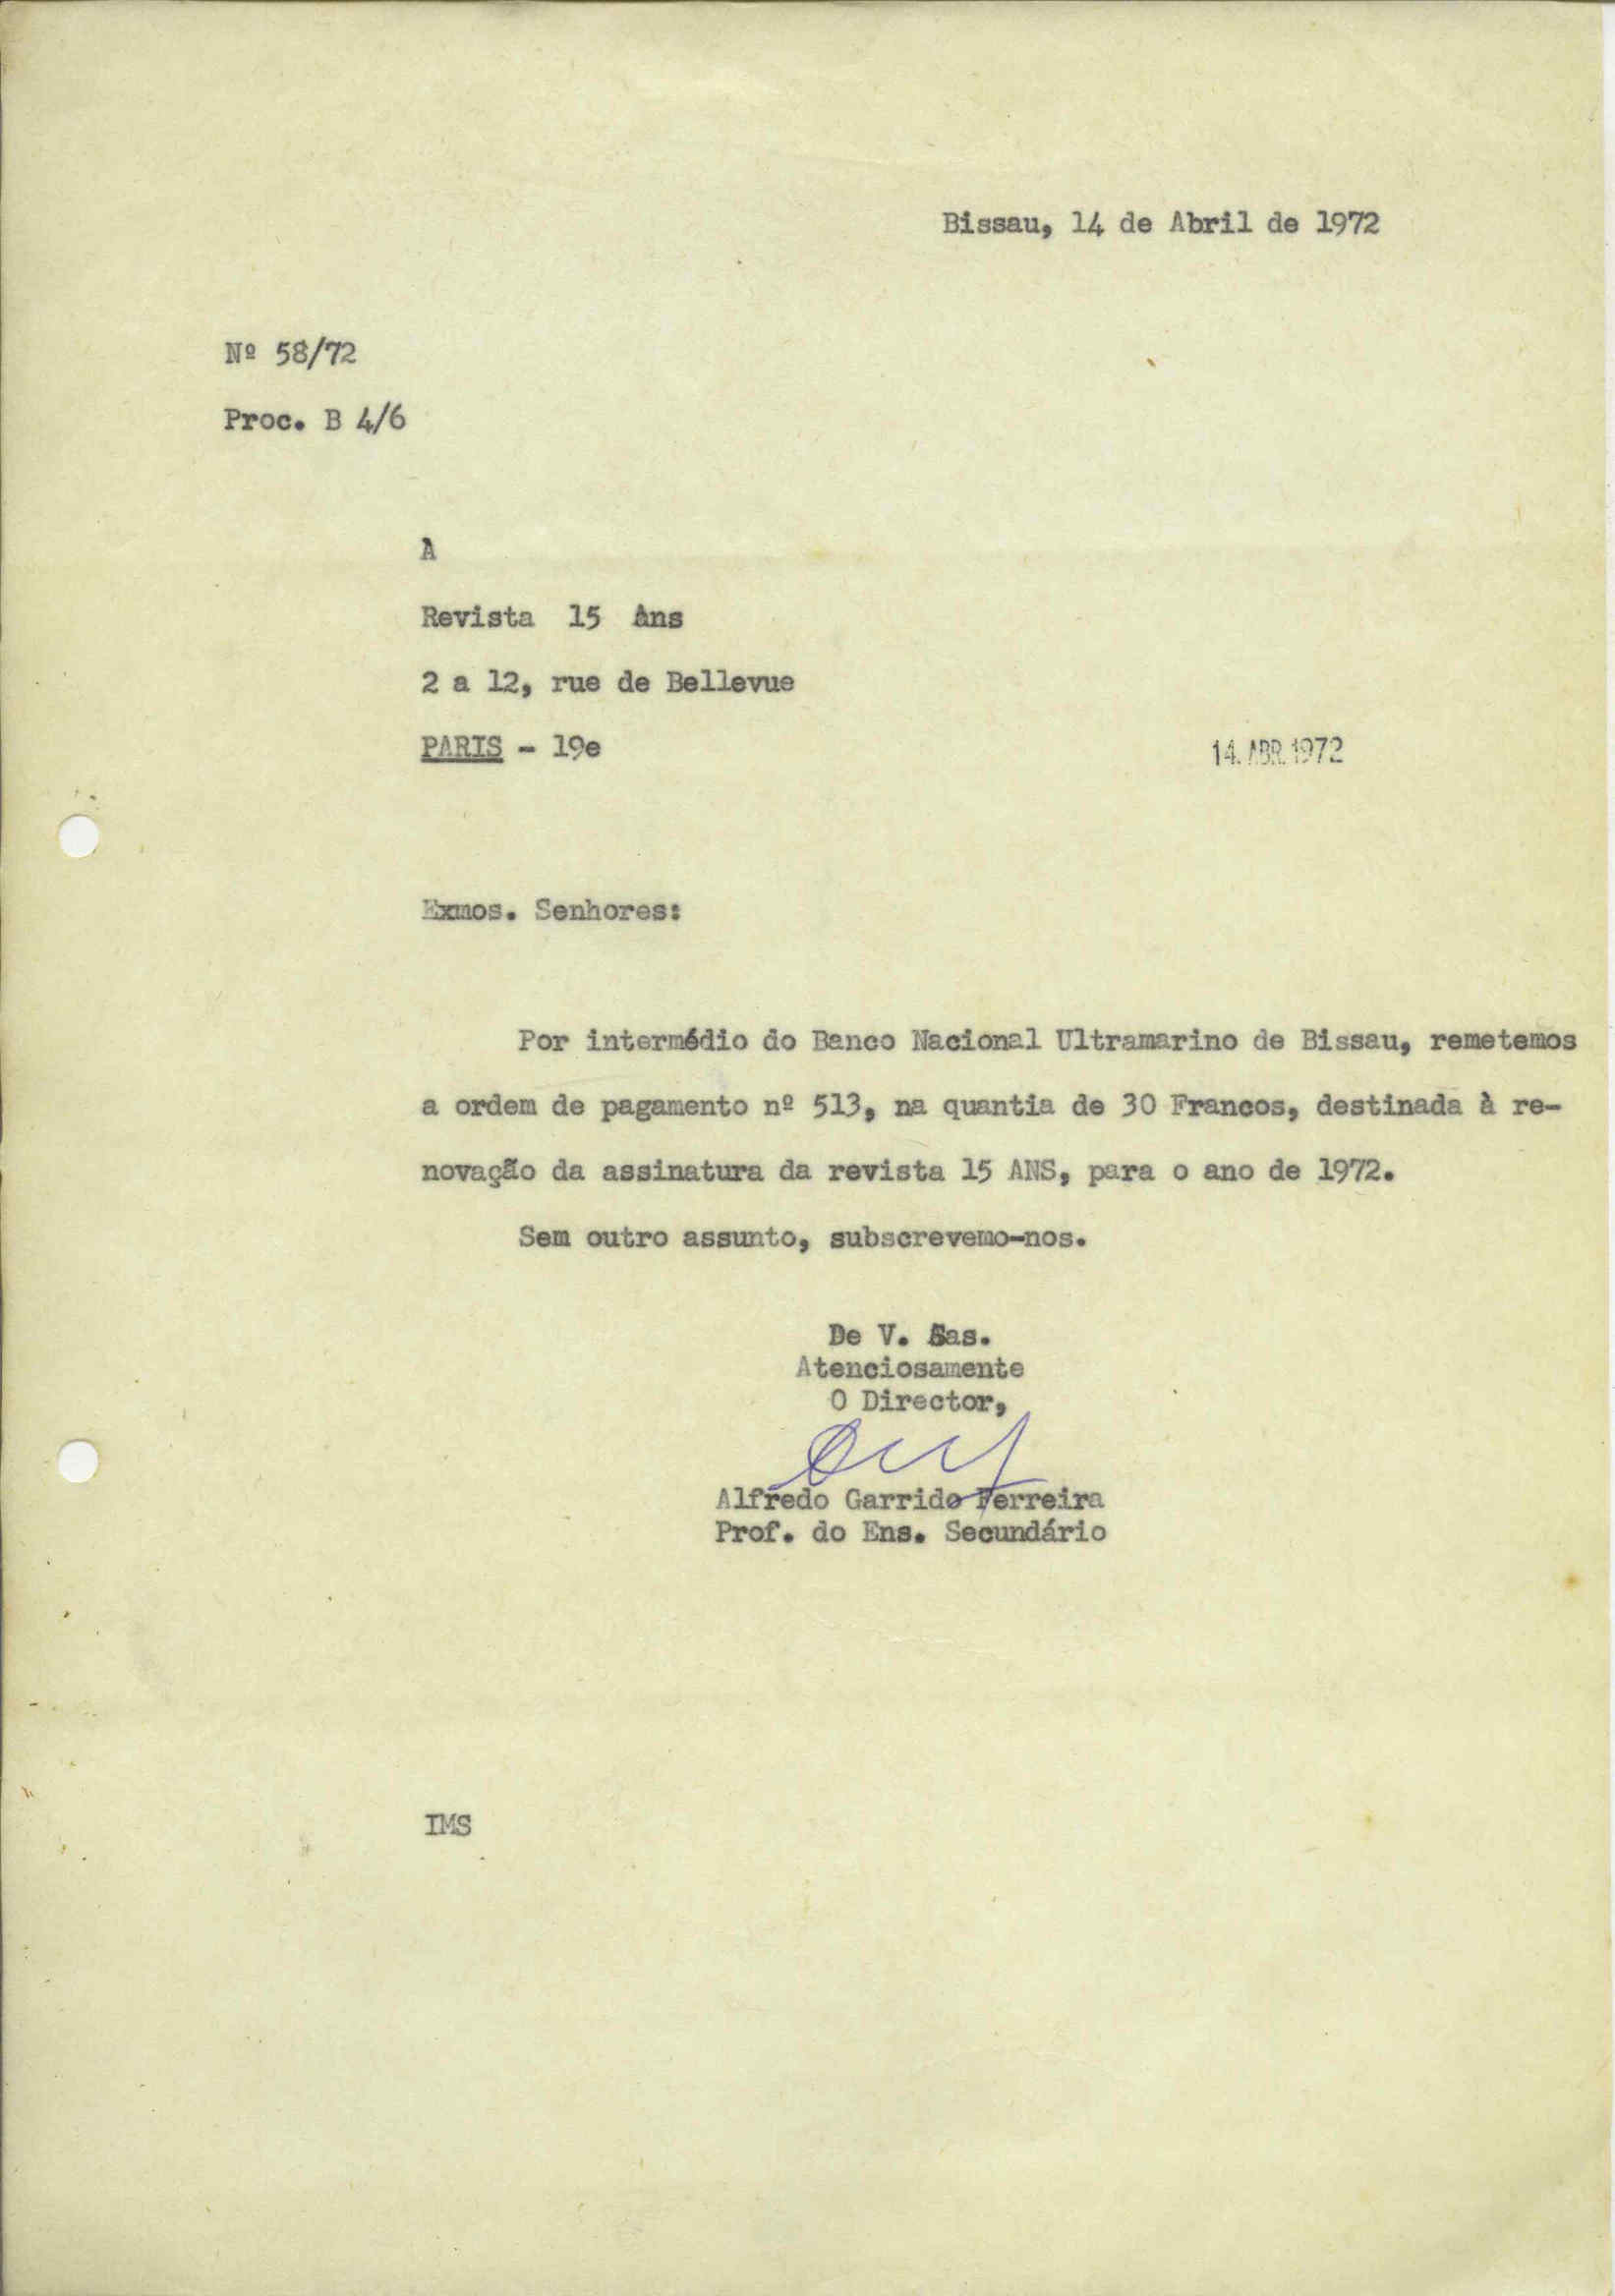 Bissau, 14 de Abril de 1972
Nº 58/72
Proc. B 4/6
A
Revista 15 Ans
2 a 12, rue de Bellevue
PARIS - 19e
14. ABR. 1972
Exmos. Senhores:
Por intermédio do Banco Nacional Ultramarino de Bissau, remetemos
a ordem de pagamento nº 513, na quantia de 30 Francos, destinada à re-
novação da assinatura da revista 15 ANS, para o ano de 1972.
Sem outro assunto, subscrevemo-nos.
De V. Sas.
Atenciosamente
O Director,
Alfredo Garrido Ferreira
Prof. do Ens. Secundário
IMS